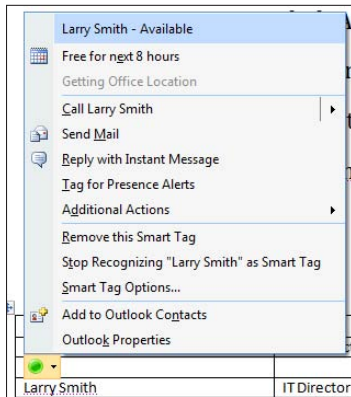 Larry Smith - Available
Free for next 8 hours
Getting Office Location
Call Larry Smith
Send Mail
Reply with Instant Message
Tag for Presence Alerts
Additional Actions
Remove this Smart Tag
Stop Recognizing "Larry Smith" as Smart Tag
Smart Tag Options...
Add to Outlook Contacts
Outlook Properties
Larry Smith IT Director